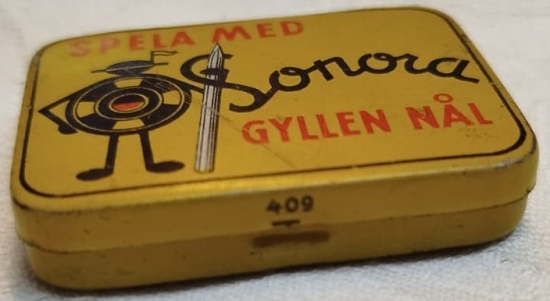 SPELA MED
Sonora
GYLLEN NÅL
409